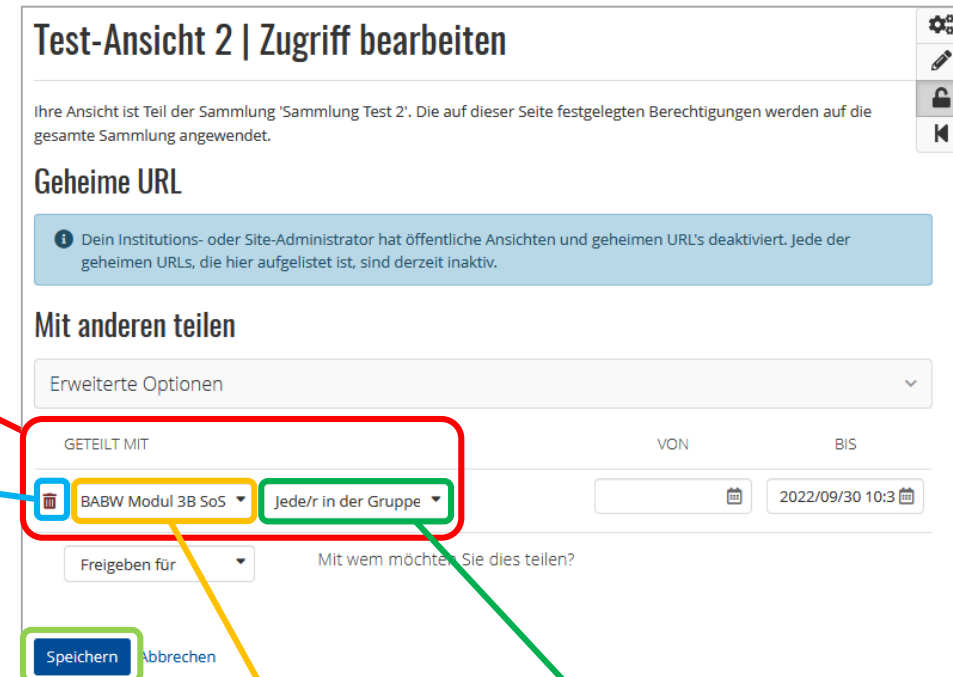 Test-Ansicht 2 | Zugriff bearbeiten
Ihre Ansicht ist Teil der Sammlung 'Sammlung Test 2'. Die auf dieser Seite festgelegten Berechtigungen werden auf die
gesamte Sammlung angewendet.
Geheime URL
Dein Institutions- oder Site-Administrator hat öffentliche Ansichten und geheimen URL's deaktiviert. Jede der
geheimen URLs, die hier aufgelistet ist, sind derzeit inaktiv.
Mit anderen teilen
Erweiterte Optionen
GETEILT MIT VON BIS
BABW Modul 3B SoS Jede/r in der Gruppe 2022/09/30 10:3
Freigeben für Mit wem möchten Sie dies teilen?
Speichern Abbrechen